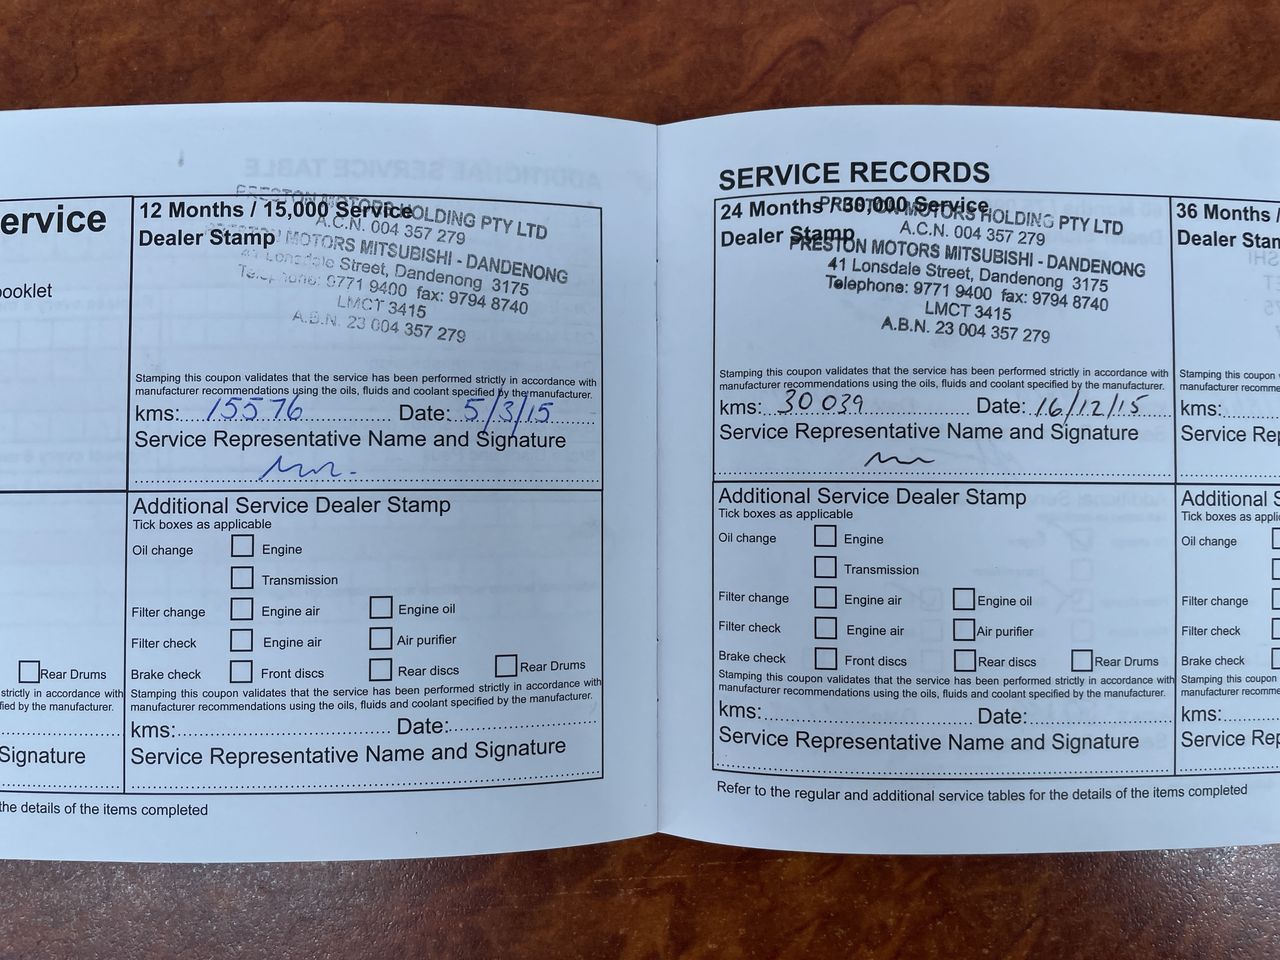 ervice
ooklet
Rear Drums
strictly in accordance with
fied by the manufacturer.
Signature
the details of the items completed
12 Months / 15,000 Service
Dealer Stamp
PRESTON MOTORS HOLDING PTY LTD
A.C.N. 004 357 279
PRESTON MOTORS MITSUBISHI - DANDENONG
41 Lonsdale Street, Dandenong 3175
Telephone: 9771 9400 fax: 9794 8740
LMCT 3415
A.B.N. 23 004 357 279
Stamping this coupon validates that the service has been performed strictly in accordance with
manufacturer recommendations using the oils, fluids and coolant specified by the manufacturer.
kms: 15576 Date: 5/3/15
Service Representative Name and Signature
Additional Service Dealer Stamp
Tick boxes as applicable
Oil change Engine
Transmission
Filter change Engine air Engine oil
Filter check Engine air Air purifier
Brake check Front discs Rear discs Rear Drums
Stamping this coupon validates that the service has been performed strictly in accordance with
manufacturer recommendations using the oils, fluids and coolant specified by the manufacturer.
kms: Date:
Service Representative Name and Signature
SERVICE RECORDS
24 Months / 30,000 Service
Dealer Stamp
PRESTON MOTORS HOLDING PTY LTD
A.C.N. 004 357 279
PRESTON MOTORS MITSUBISHI - DANDENONG
41 Lonsdale Street, Dandenong 3175
Telephone: 9771 9400 fax: 9794 8740
LMCT 3415
A.B.N. 23 004 357 279
Stamping this coupon validates that the service has been performed strictly in accordance with
manufacturer recommendations using the oils, fluids and coolant specified by the manufacturer.
kms: 30 039 Date: 16/12/15
Service Representative Name and Signature
Additional Service Dealer Stamp
Tick boxes as applicable
Oil change Engine
Transmission
Filter change Engine air Engine oil
Filter check Engine air Air purifier
Brake check Front discs Rear discs Rear Drums
Stamping this coupon validates that the service has been performed strictly in accordance with
manufacturer recommendations using the oils, fluids and coolant specified by the manufacturer.
kms: Date:
Service Representative Name and Signature
Refer to the regular and additional service tables for the details of the items completed
36 Months /
Dealer Stam
Stamping this coupon
manufacturer recomme
kms:
Service Rep
Additional S
Tick boxes as appli
Oil change
Filter change
Filter check
Brake check
Stamping this coupon
manufacturer recomme
kms:
Service Rep